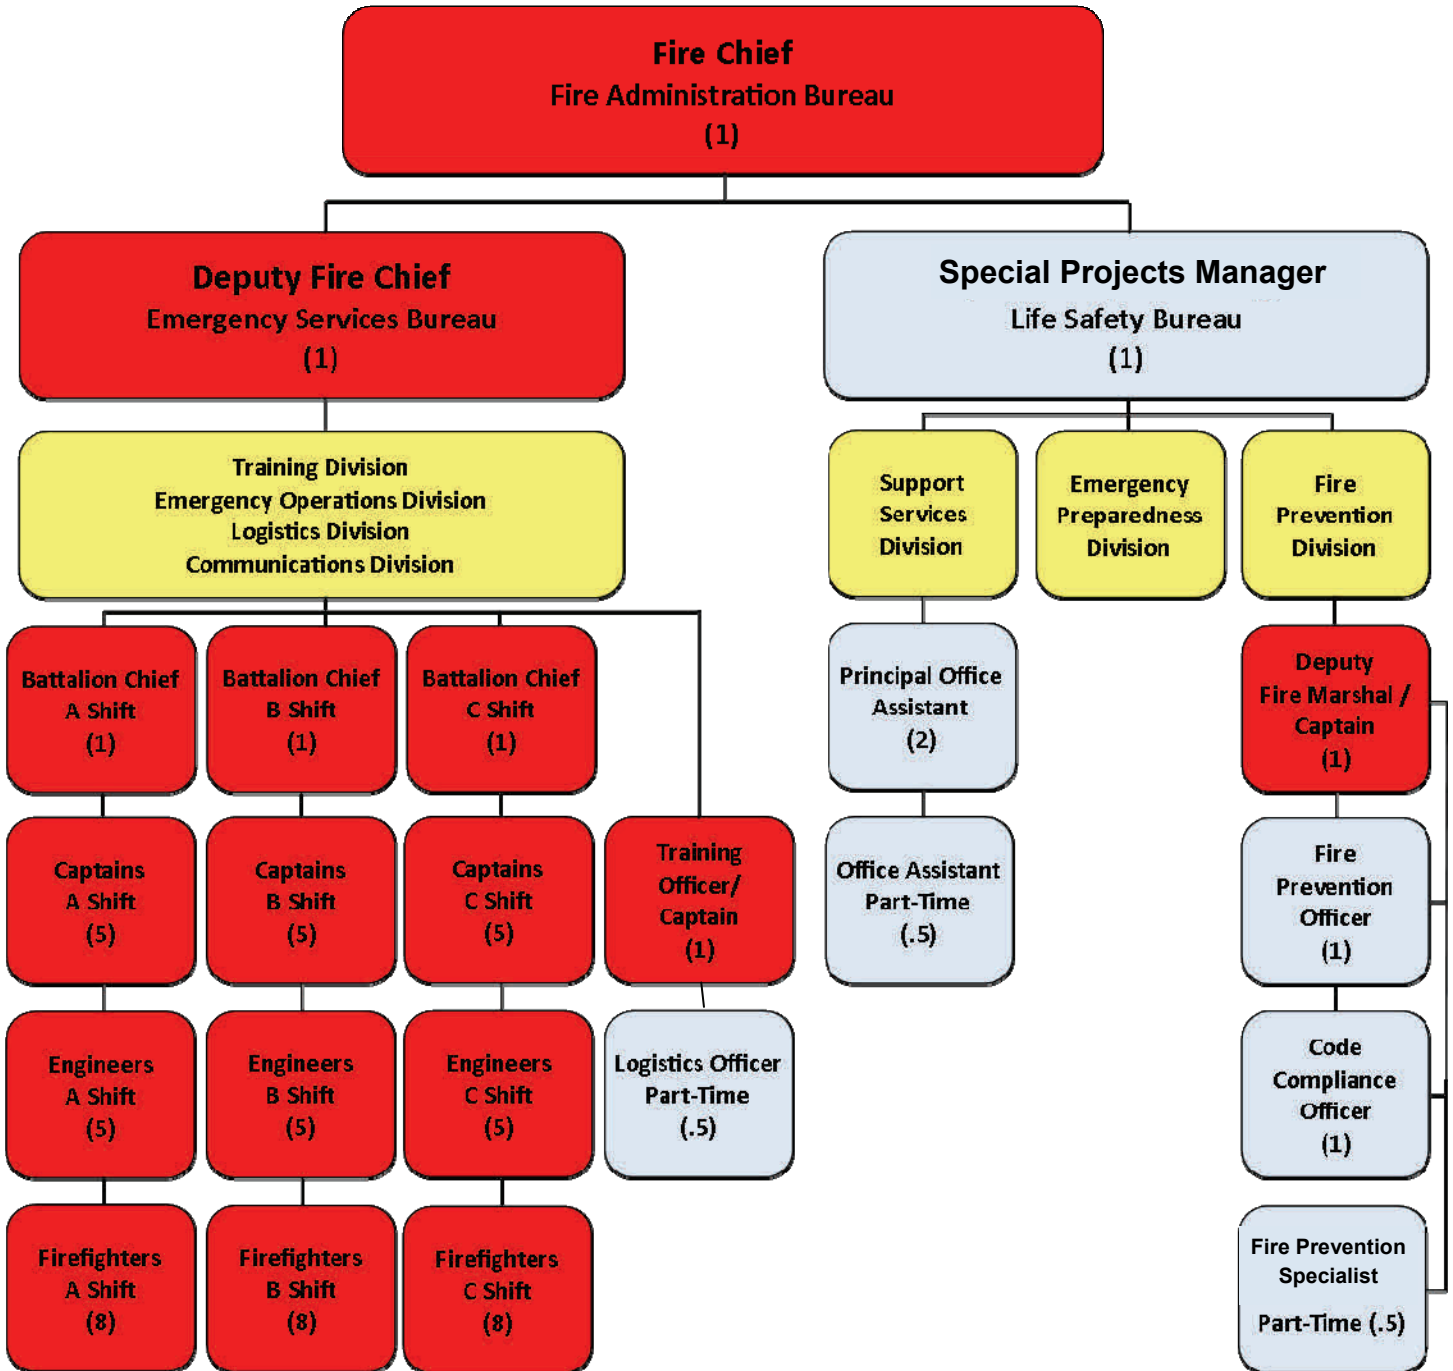 Fire Chief
Fire Administration Bureau
(1)
Deputy Fire Chief
Emergency Services Bureau
(1)
Special Projects Manager
Life Safety Bureau
(1)
Training Division
Emergency Operations Division
Logistics Division
Communications Division
Support
Services
Division
Emergency
Preparedness
Division
Fire
Prevention
Division
Battalion Chief
A Shift
(1)
Battalion Chief
B Shift
(1)
Battalion Chief
C Shift
(1)
Principal Office
Assistant
(2)
Deputy
Fire Marshal /
Captain
(1)
Captains
A Shift
(5)
Captains
B Shift
(5)
Captains
C Shift
(5)
Training
Officer/
Captain
(1)
Office Assistant
Part-Time
(.5)
Fire
Prevention
Officer
(1)
Engineers
A Shift
(5)
Engineers
B Shift
(5)
Engineers
C Shift
(5)
Logistics Officer
Part-Time
(.5)
Code
Compliance
Officer
(1)
Firefighters
A Shift
(8)
Firefighters
B Shift
(8)
Firefighters
C Shift
(8)
Fire Prevention
Specialist
Part-Time (.5)